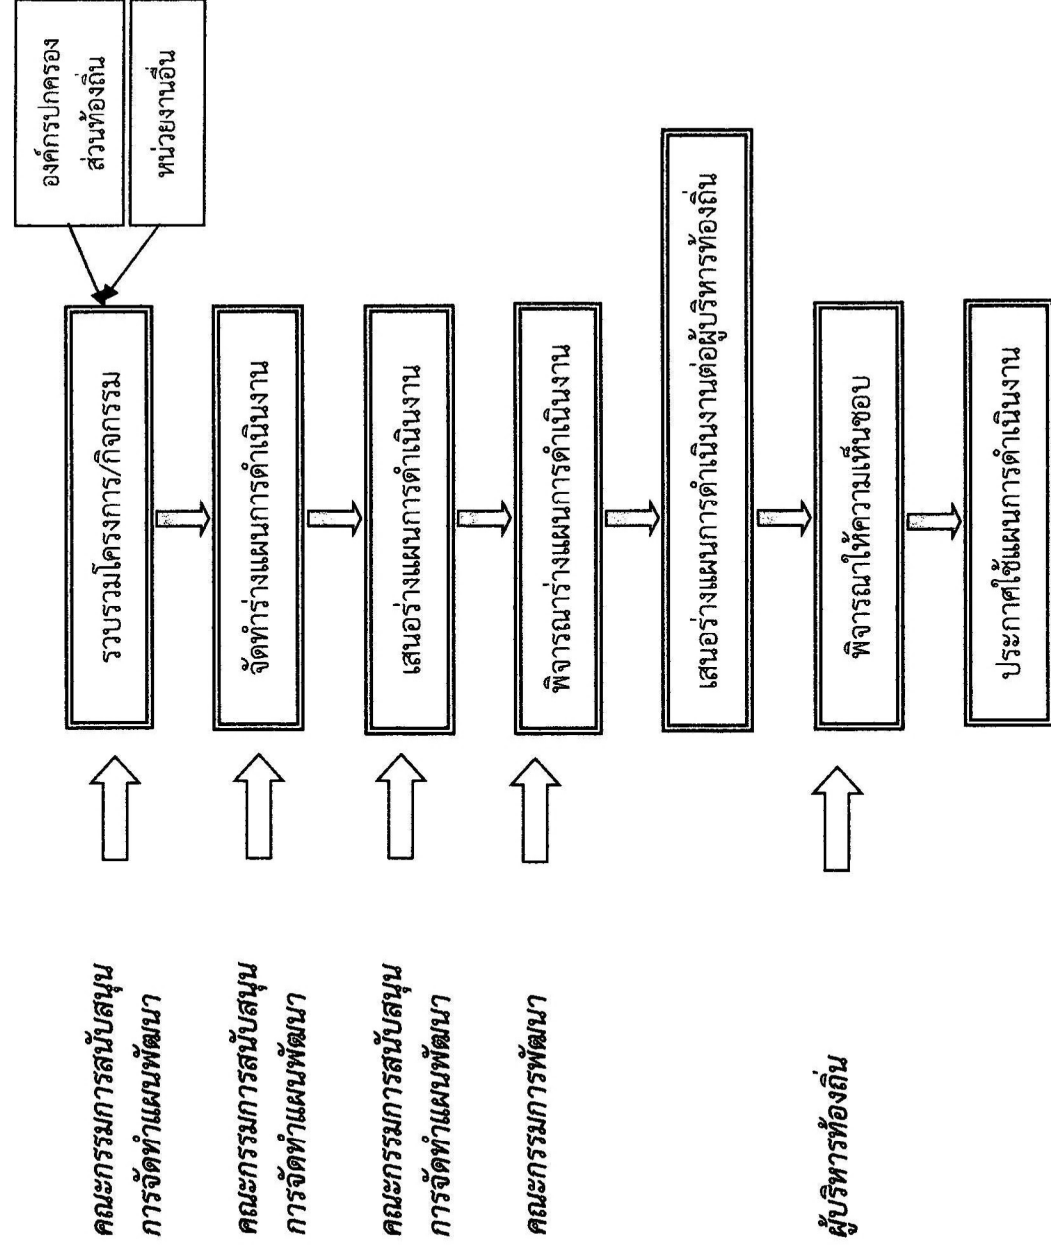 องค์กรปกครอง
ส่วนท้องถิ่น
หน่วยงานอื่น
คณะกรรมการสนับสนุน
การจัดทำแผนพัฒนา
รวบรวมโครงการ/กิจกรรม
คณะกรรมการสนับสนุน
การจัดทำแผนพัฒนา
จัดทำร่างแผนการดำเนินงาน
คณะกรรมการสนับสนุน
การจัดทำแผนพัฒนา
เสนอร่างแผนการดำเนินงาน
คณะกรรมการพัฒนา
พิจารณาร่างแผนการดำเนินงาน
เสนอร่างแผนการดำเนินงานต่อผู้บริหารท้องถิ่น
ผู้บริหารท้องถิ่น
พิจารณาให้ความเห็นชอบ
ประกาศใช้แผนการดำเนินงาน